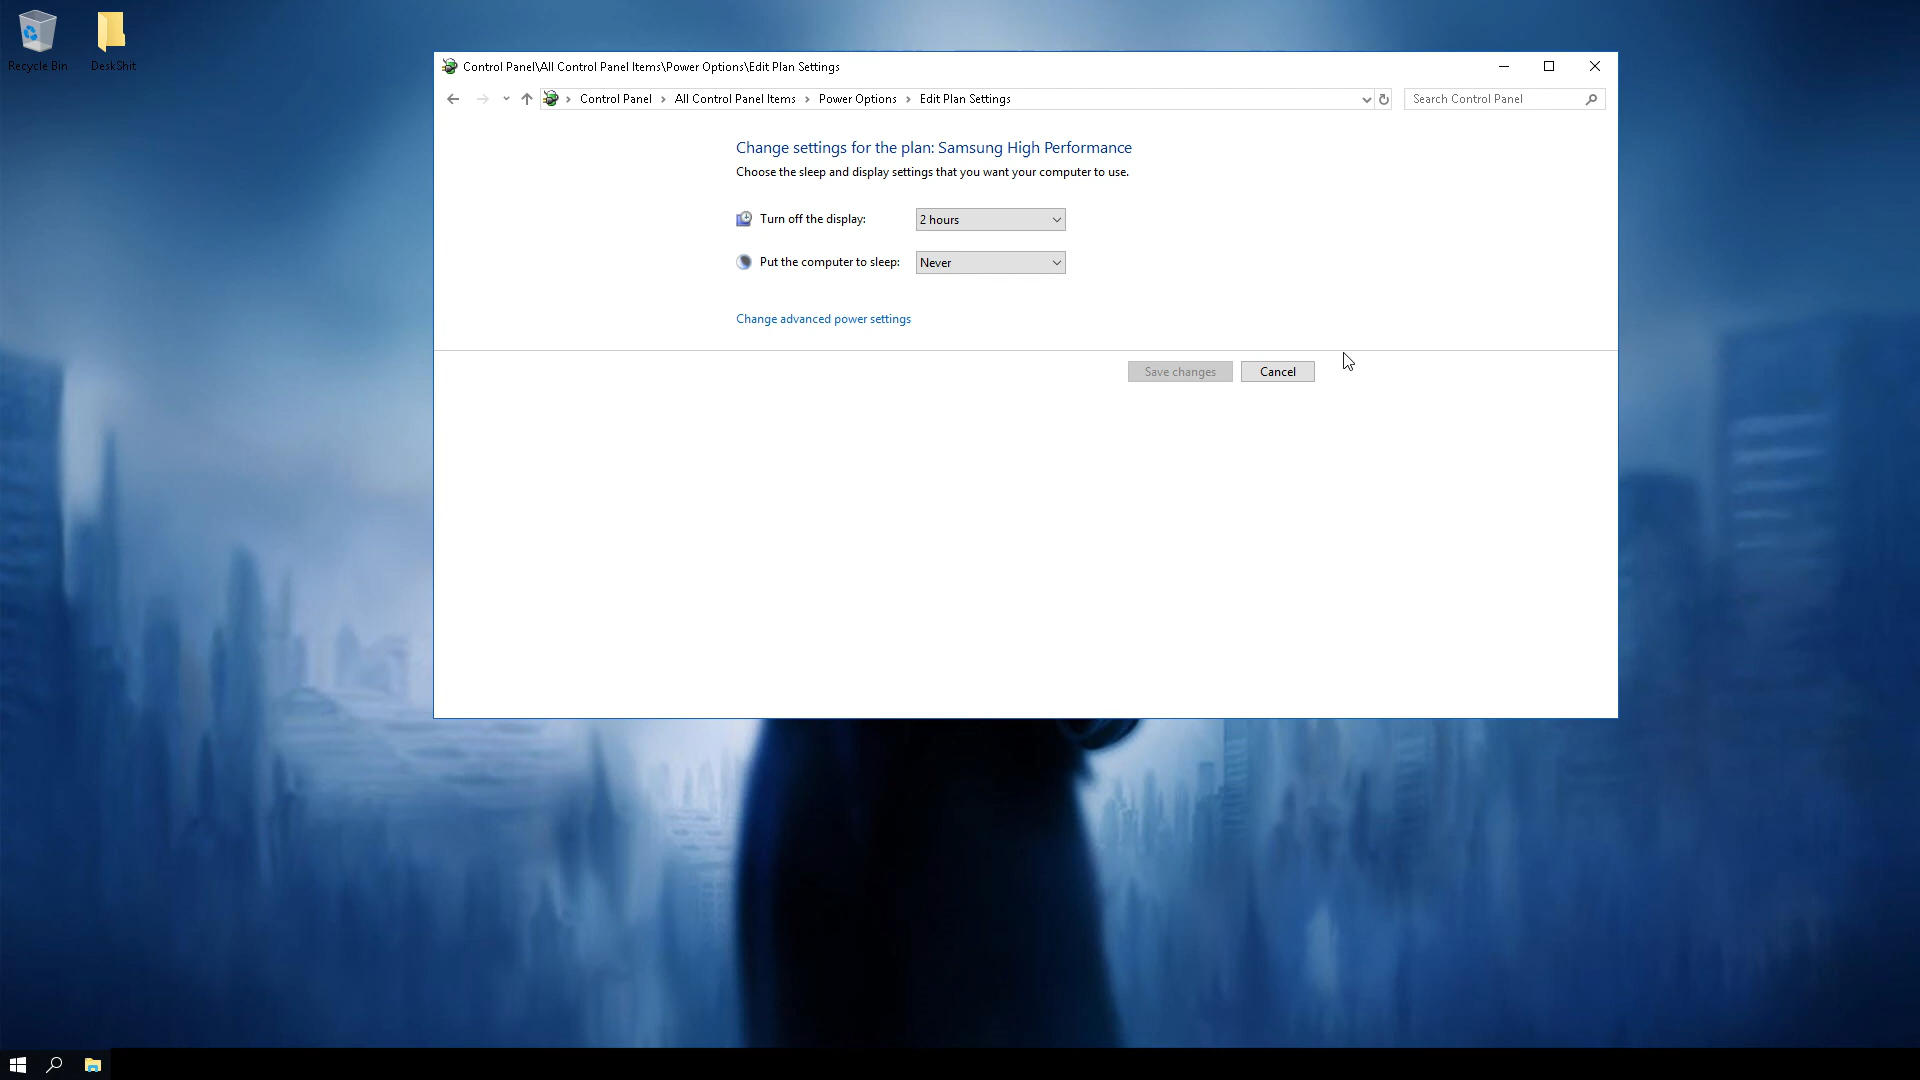 Recycle Bin
DeskShit
Control Panel\All Control Panel Items\Power Options\Edit Plan Settings
Control Panel > All Control Panel Items > Power Options > Edit Plan Settings
Search Control Panel
Change settings for the plan: Samsung High Performance
Choose the sleep and display settings that you want your computer to use.
Turn off the display: 2 hours
Put the computer to sleep: Never
Change advanced power settings
Save changes
Cancel